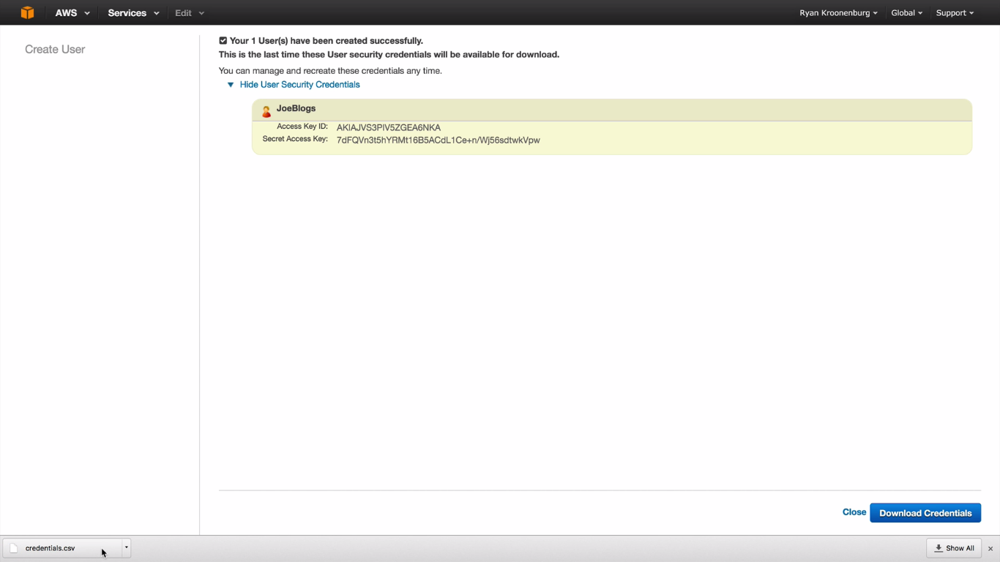 AWS Services Edit Ryan Kroonenburg Global Support
Create User
Your 1 User(s) have been created successfully.
This is the last time these User security credentials will be available for download.
You can manage and recreate these credentials any time.
Hide User Security Credentials
JoeBlogs
Access Key ID: AKIAJVS3PIV5ZGEA6NKA
Secret Access Key: 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
Close Download Credentials
credentials.csv Show All